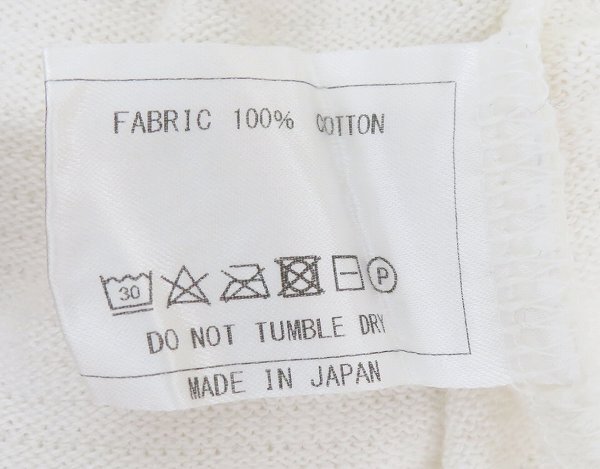 FABRIC 100% COTTON
30 P
DO NOT TUMBLE DRY
MADE IN JAPAN